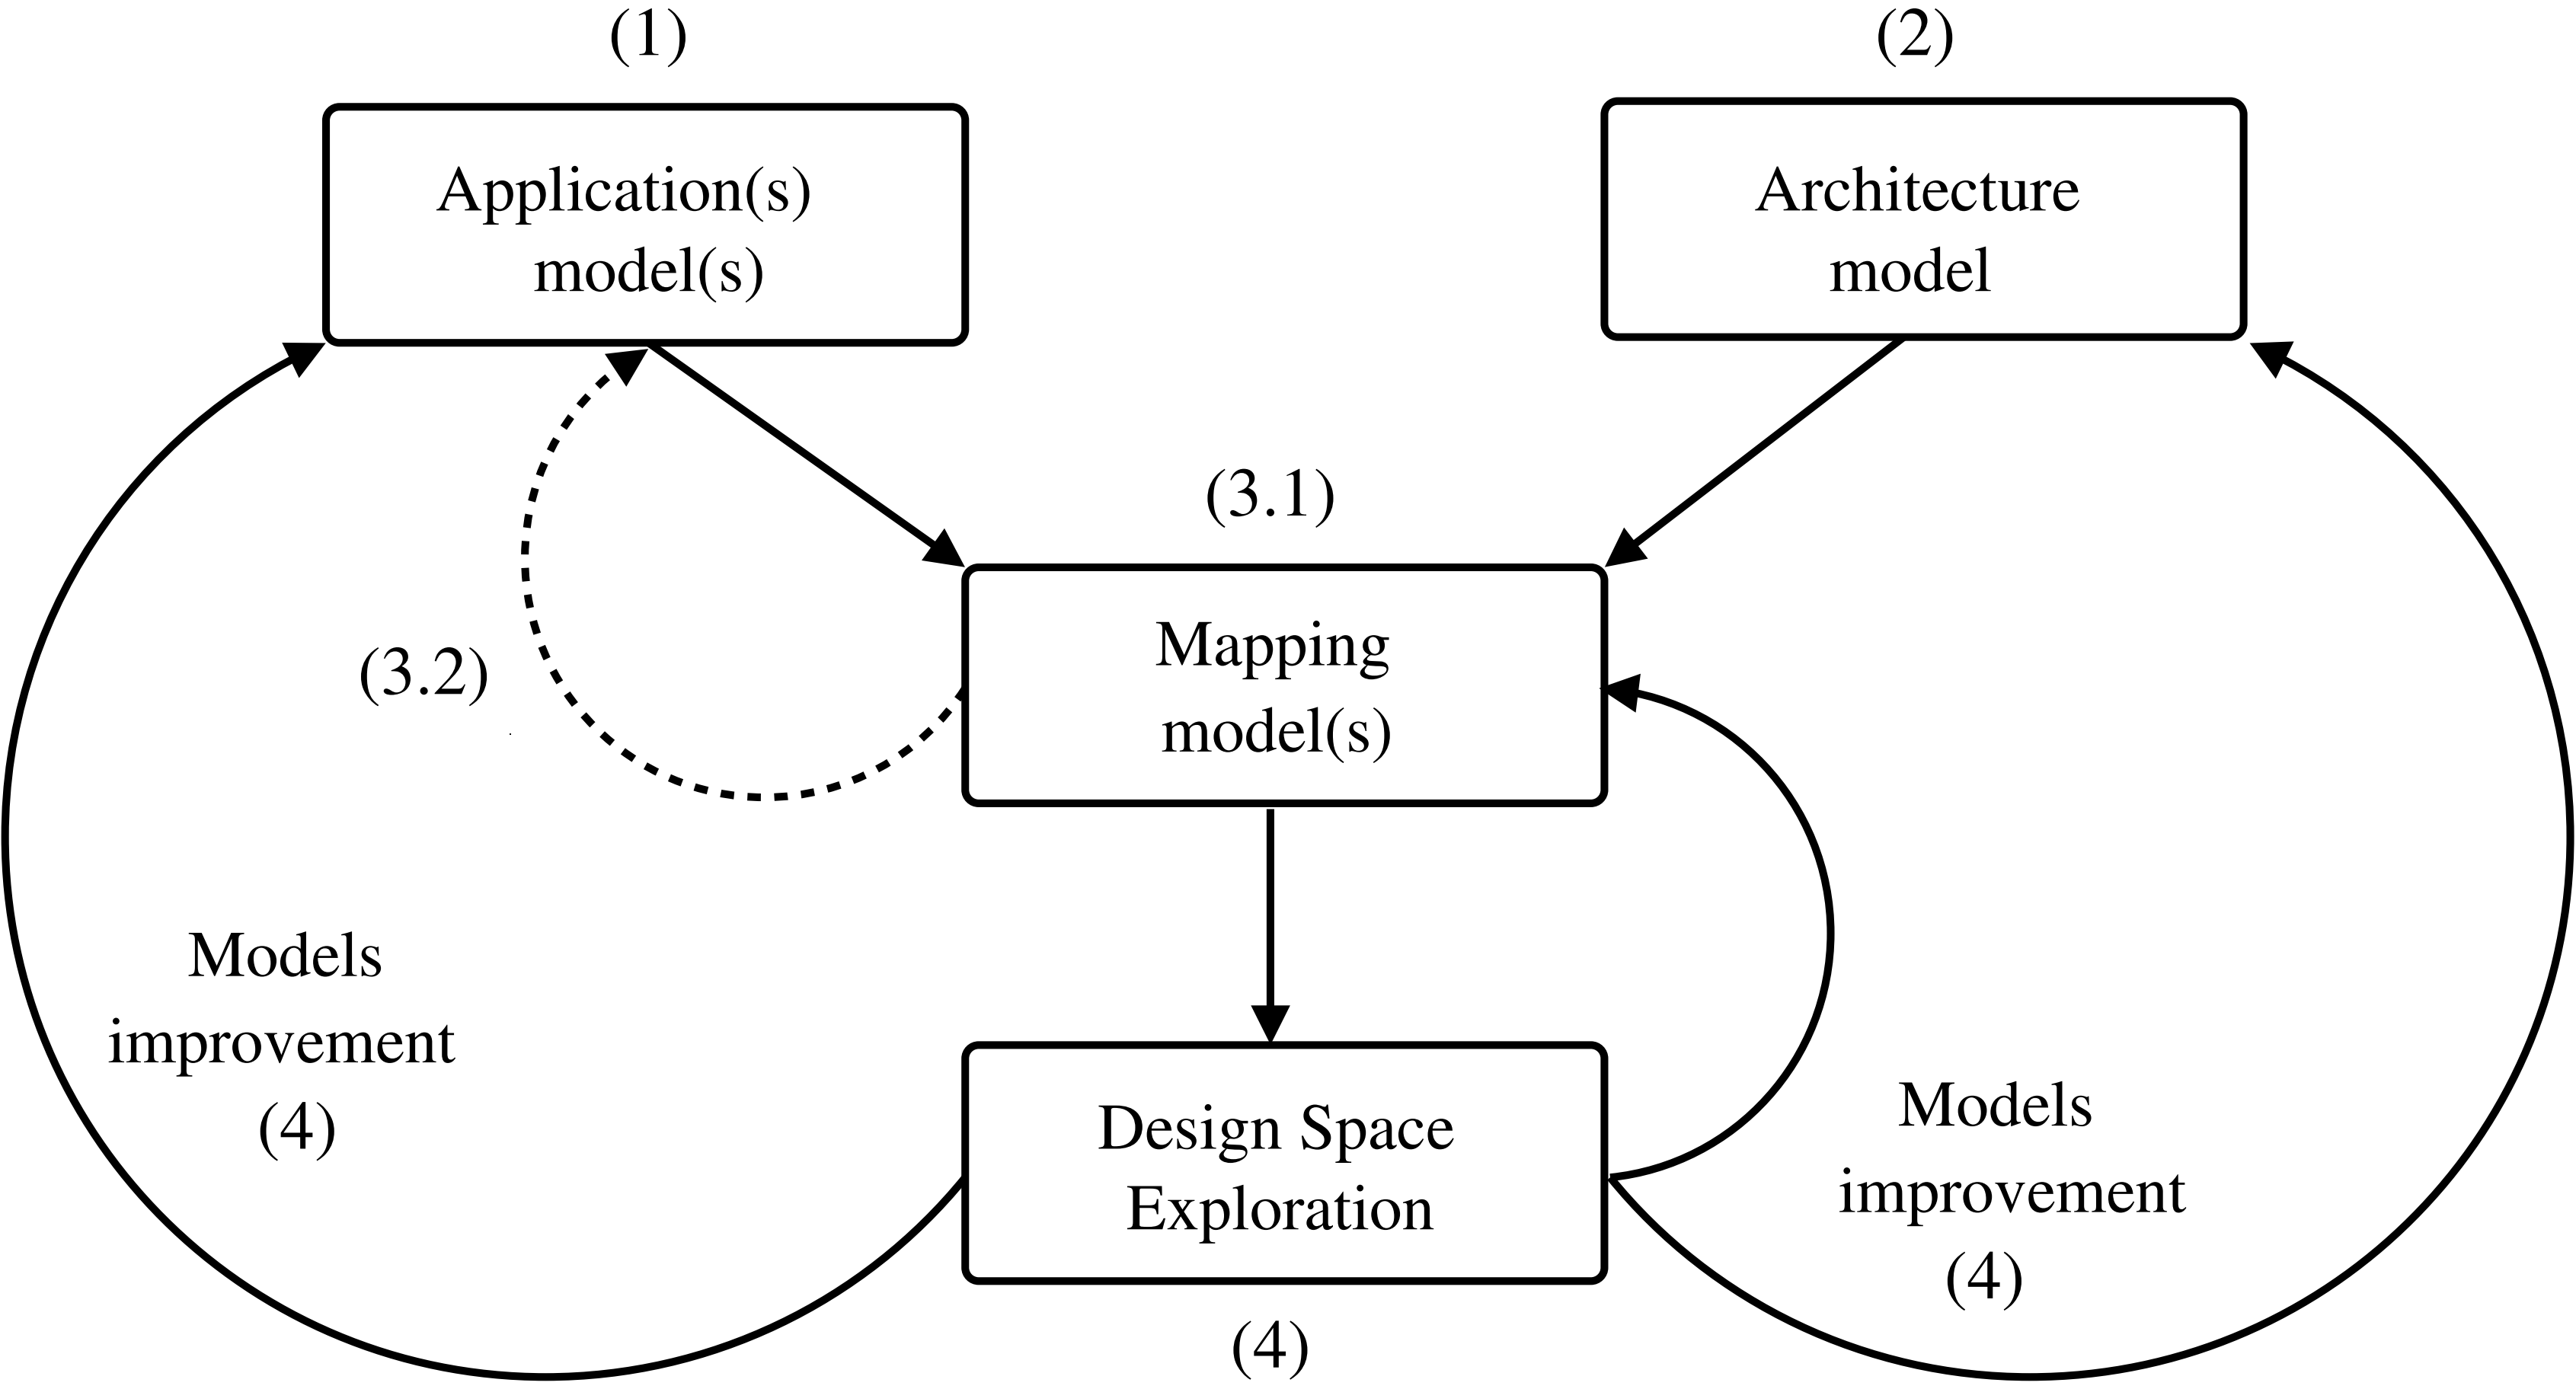 (1)
(2)
Application(s)
model(s)
Architecture
model
(3.1)
Mapping
model(s)
(3.2)
Models
improvement
(4)
Design Space
Exploration
(4)
Models
improvement
(4)